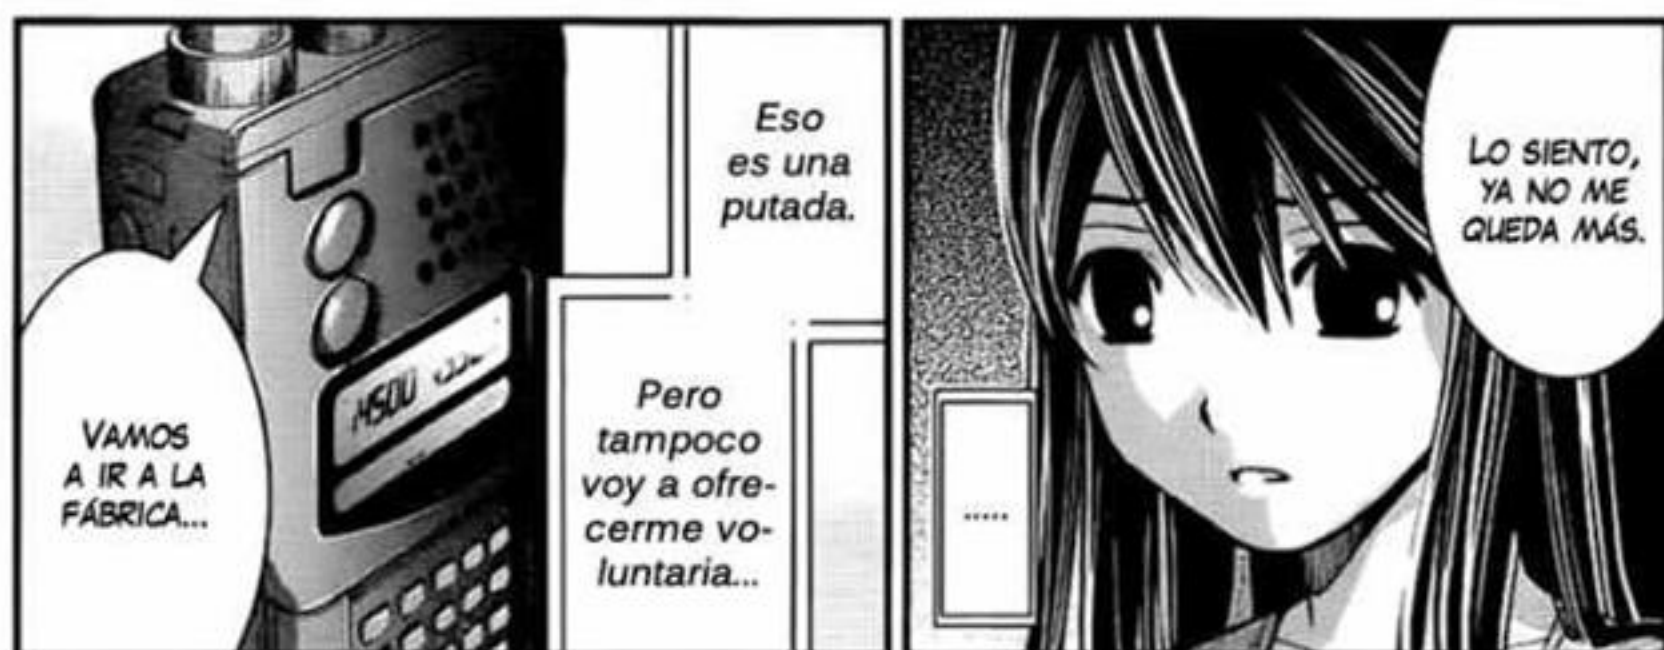 LO SIENTO,
YA NO ME
QUEDA MÁS.
.....
Eso
es una
putada.
Pero
tampoco
voy a ofre-
cerme vo-
luntaria...
VAMOS
A IR A LA
FÁBRICA...